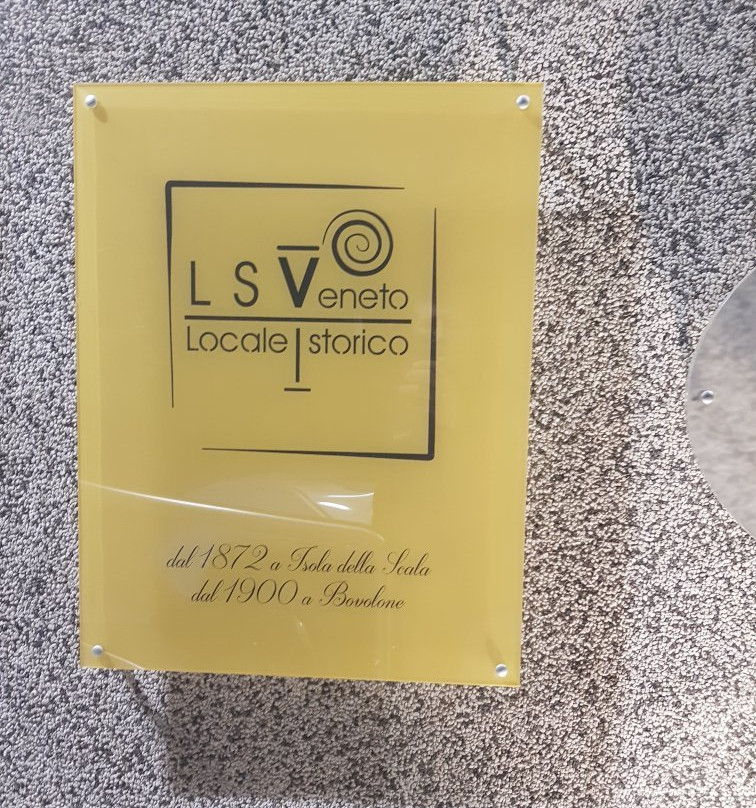 L S Veneto
Locale storico
dal 1872 a Isola della Scala
dal 1900 a Bovolone